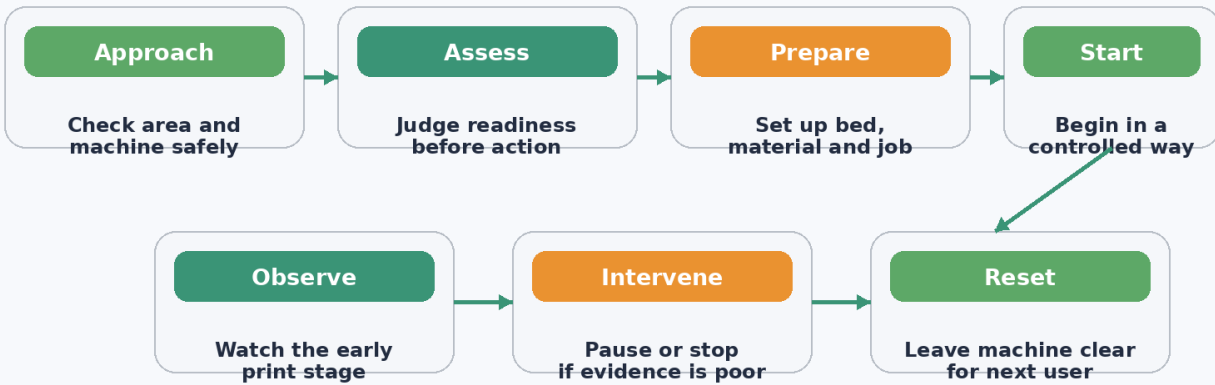 Approach
Check area and
machine safely
Assess
Judge readiness
before action
Prepare
Set up bed,
material and job
Start
Begin in a
controlled way
Observe
Watch the early
print stage
Intervene
Pause or stop
if evidence is poor
Reset
Leave machine clear
for next user